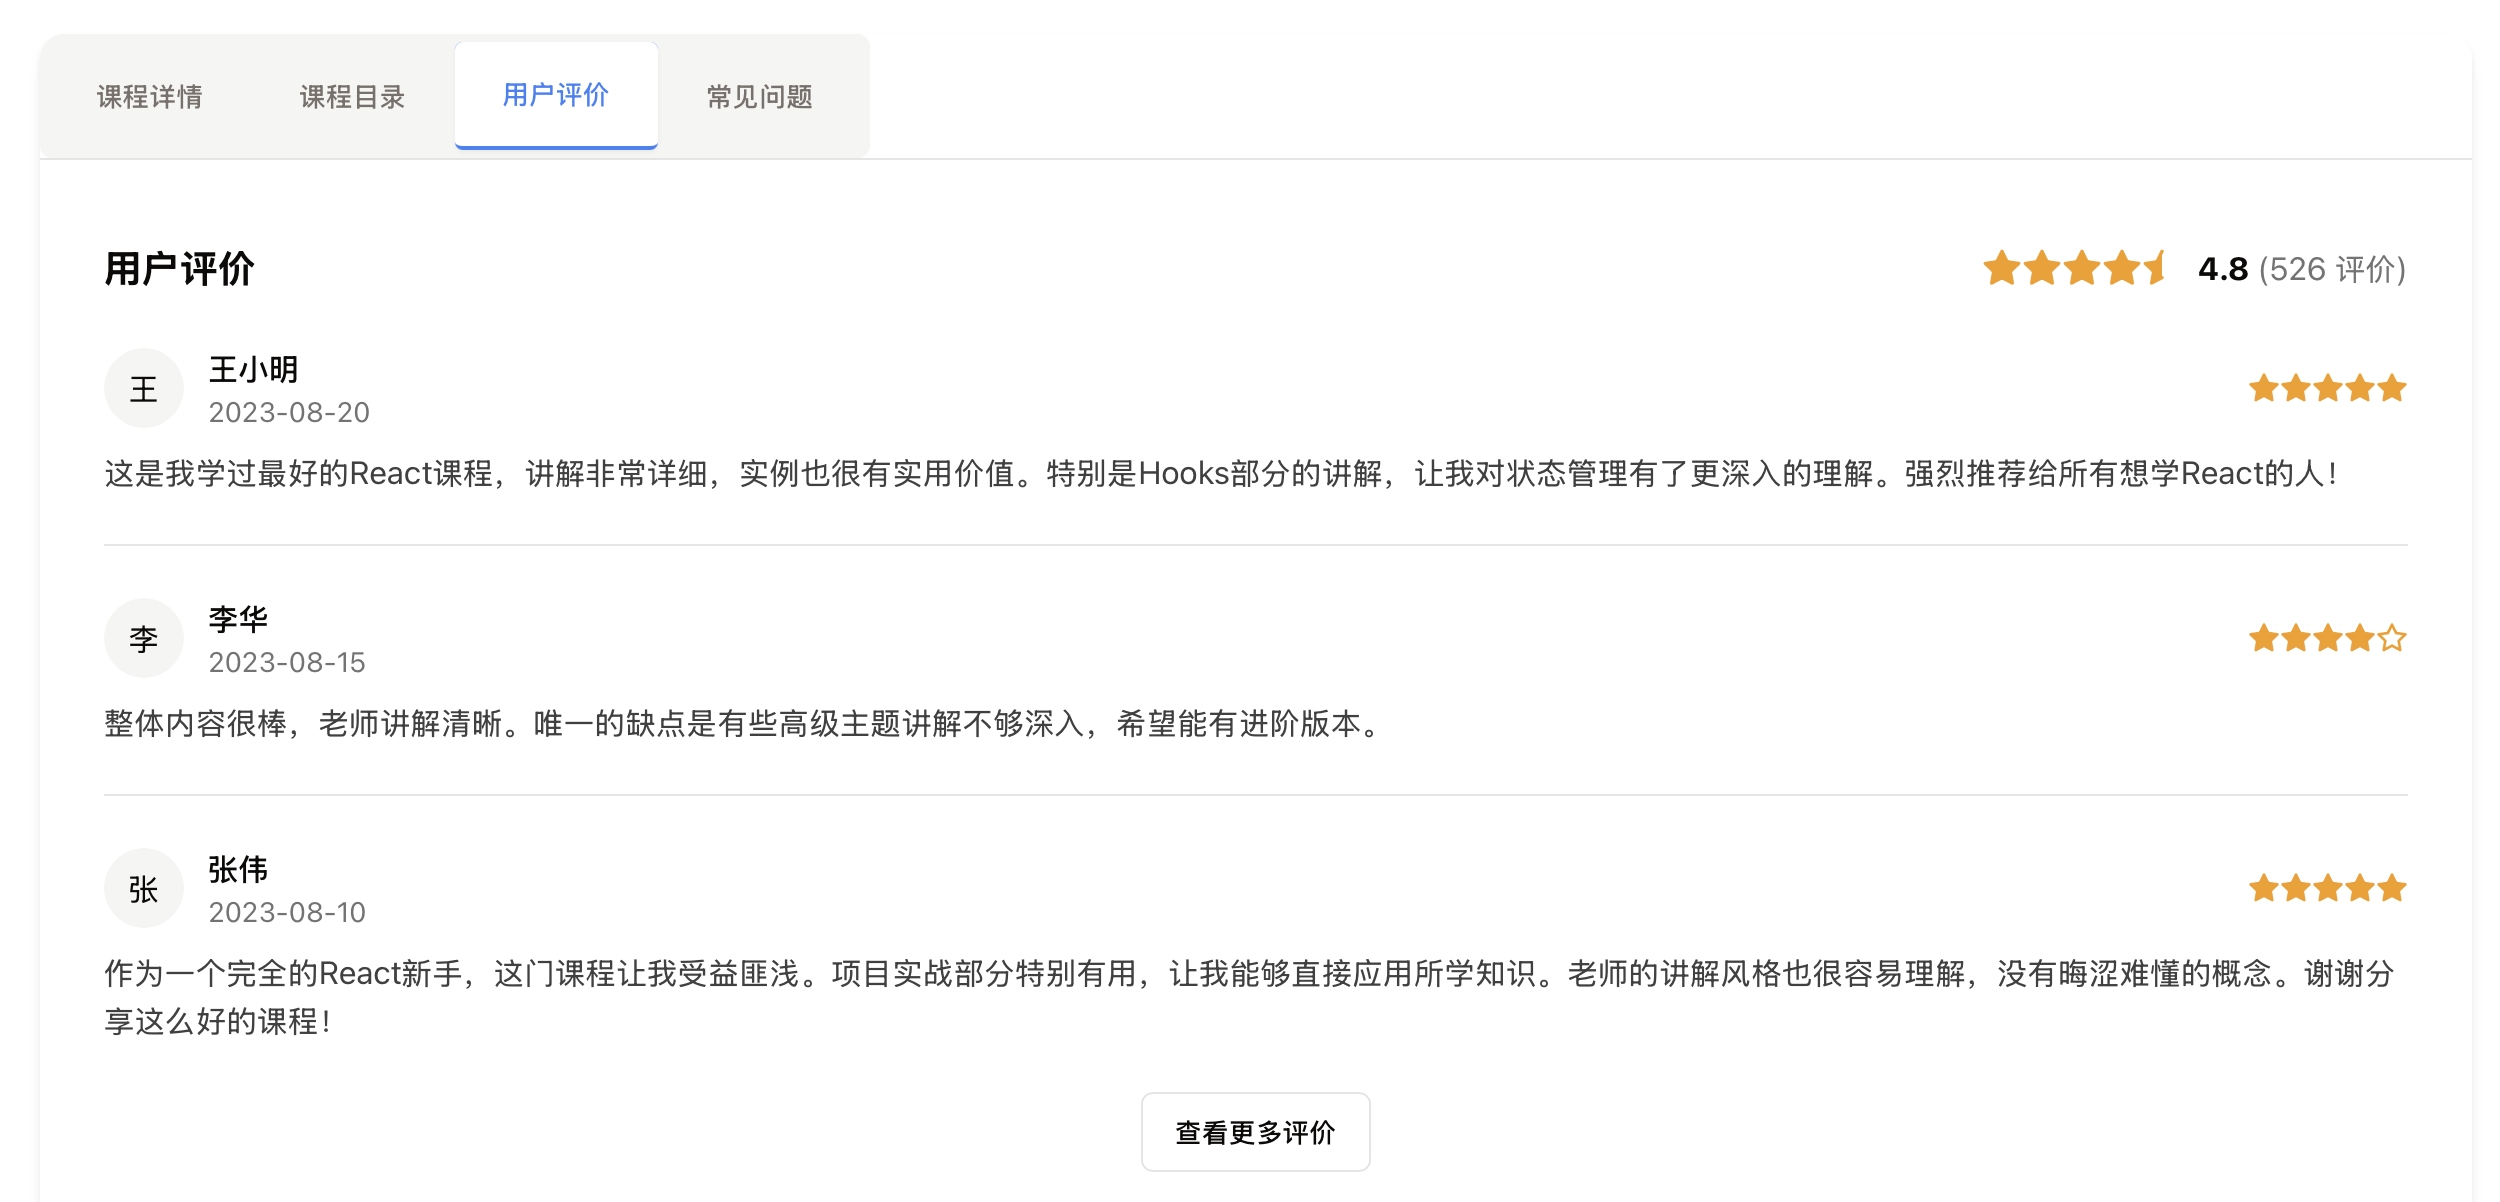 课程详情 课程目录 用户评价 常见问题
用户评价 4.8 (526 评价)
王 王小明
2023-08-20
这是我学过最好的React课程，讲解非常详细，实例也很有实用价值。特别是Hooks部分的讲解，让我对状态管理有了更深入的理解。强烈推荐给所有想学React的人！
李 李华
2023-08-15
整体内容很棒，老师讲解清晰。唯一的缺点是有些高级主题讲解不够深入，希望能有进阶版本。
张 张伟
2023-08-10
作为一个完全的React新手，这门课程让我受益匪浅。项目实战部分特别有用，让我能够直接应用所学知识。老师的讲解风格也很容易理解，没有晦涩难懂的概念。谢谢分
享这么好的课程！
查看更多评价